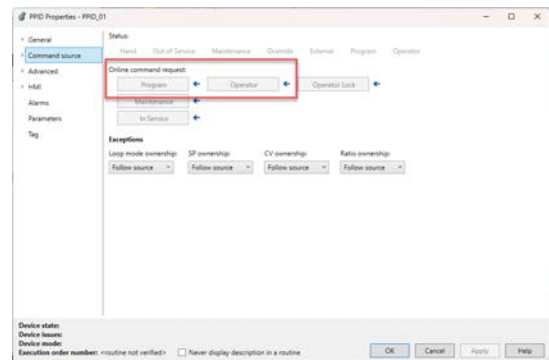 PPID Properties - PPID_01
General
Command source
Advanced
HMI
Alarms
Parameters
Tag
Status:
Hand Out of Service Maintenance Override External Program Operator
Online command request:
Program Operator Operator Lock
Maintenance
In Service
Exceptions
Loop mode ownership: SP ownership: CV ownership: Ratio ownership:
Follow source Follow source Follow source Follow source
Device state:
Device issues:
Device mode:
Execution order number: <routine not verified> Never display description in a routine
OK Cancel Apply Help